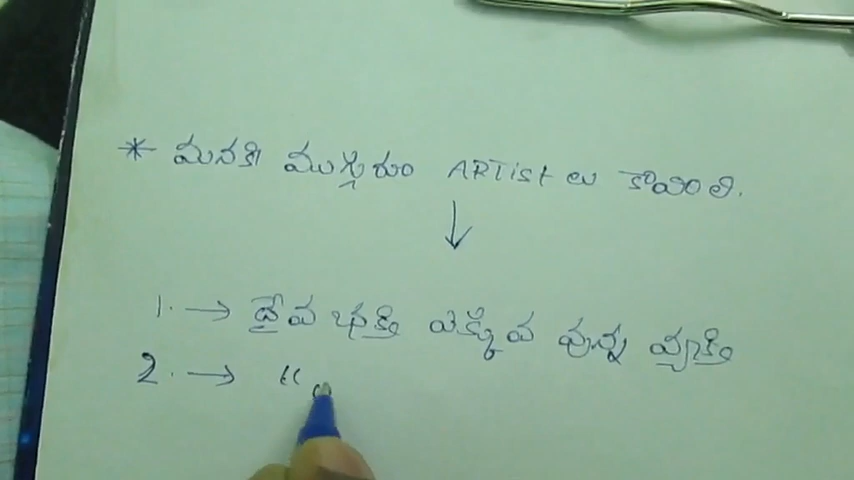 * మనకి ముగ్గురు ARTist లు కావాలి.
↓
1. → దైవ భక్తి ఎక్కువ వున్న వ్యక్తి
2. → "